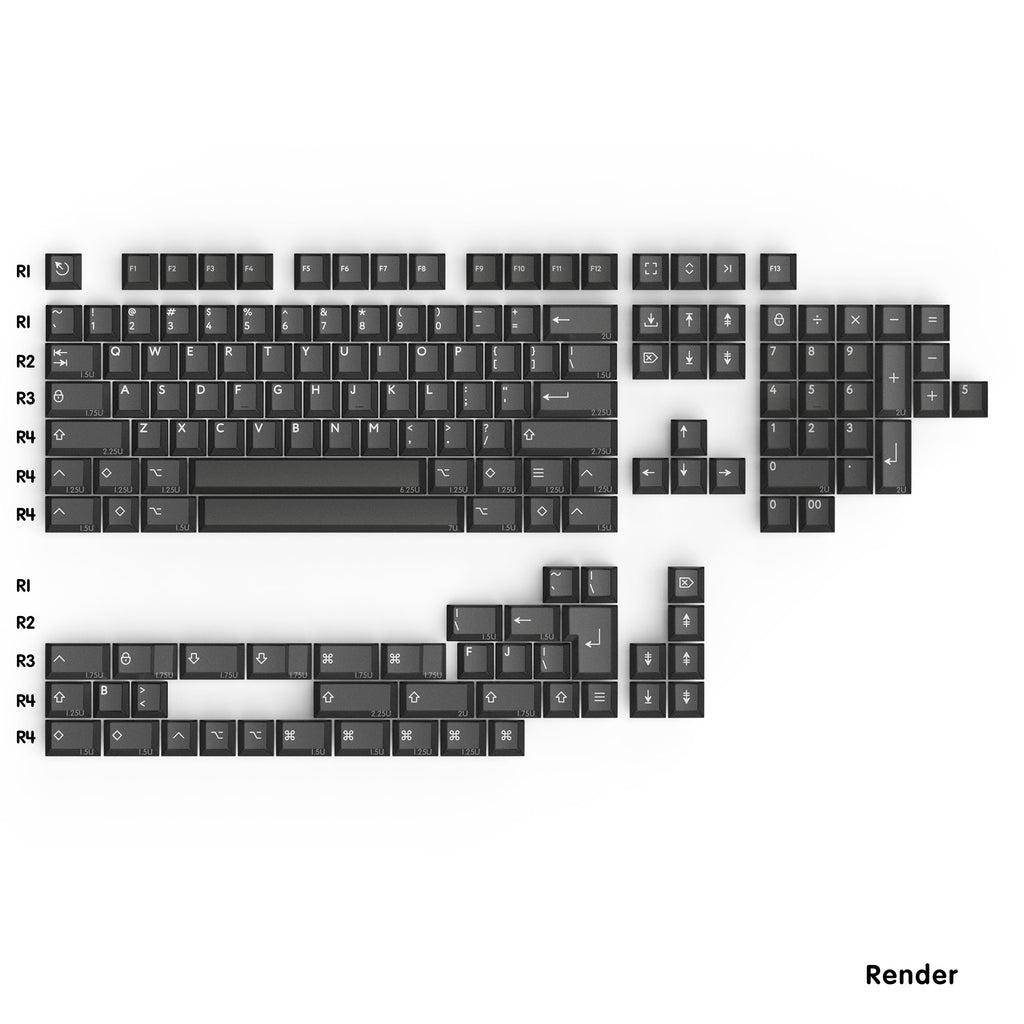 R1 F1 F2 F3 F4 F5 F6 F7 F8 F9 F10 F11 F12 F13
R1 ~ ` ! 1 @ 2 # 3 $ 4 % 5 ^ 6 & 7 * 8 ( 9 ) 0 _ - + = ← 2U ÷ × − =
R2 1.5U Q W E R T Y U I O P { [ } ] | \ 1.5U 7 8 9 + 2U −
R3 1.75U A S D F G H J K L : ; " ' 2.25U 4 5 6 + 5
R4 2.25U Z X C V B N M < , > . ? / 2.75U ↑ 1 2 3 2U
R4 1.25U 1.25U 1.25U 6.25U 1.25U 1.25U 1.25U 1.25U ← ↓ → 0 2U .
R4 1.5U 1.5U 7U 1.5U 1.5U 0 00
R1 ~ ` | \
R2 | \ 1.5U ← 1.5U
R3 1.75U 1.75U 1.75U 1.75U 1.75U 1.75U F J | \
R4 1.25U B > < 2.25U 2U 1.75U
R4 1.5U 1.5U 1.5U 1.5U 1.25U 1.25U
Render